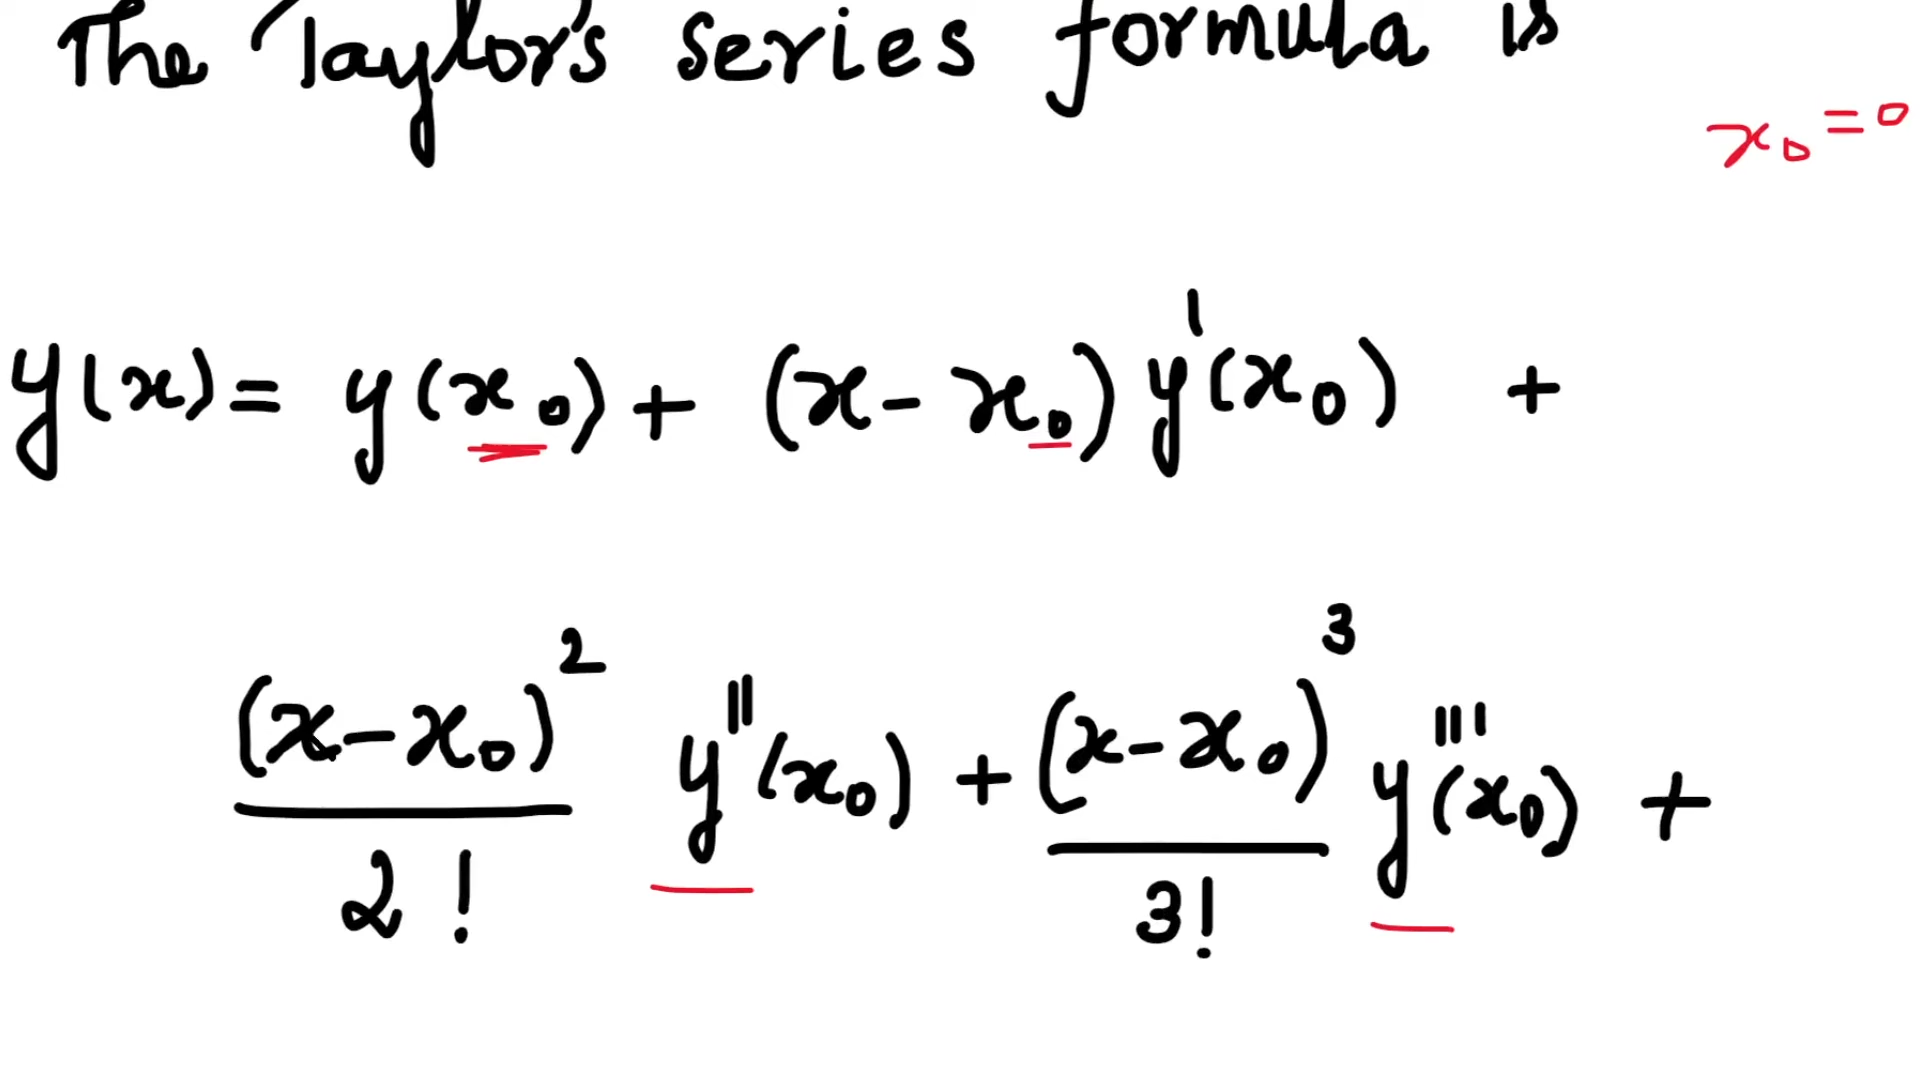 The Taylor's series formula is
x₀ = 0
y(x) = y(x₀) + (x - x₀) y'(x₀) +
(x - x₀)²/2! y''(x₀) + (x - x₀)³/3! y'''(x₀) +